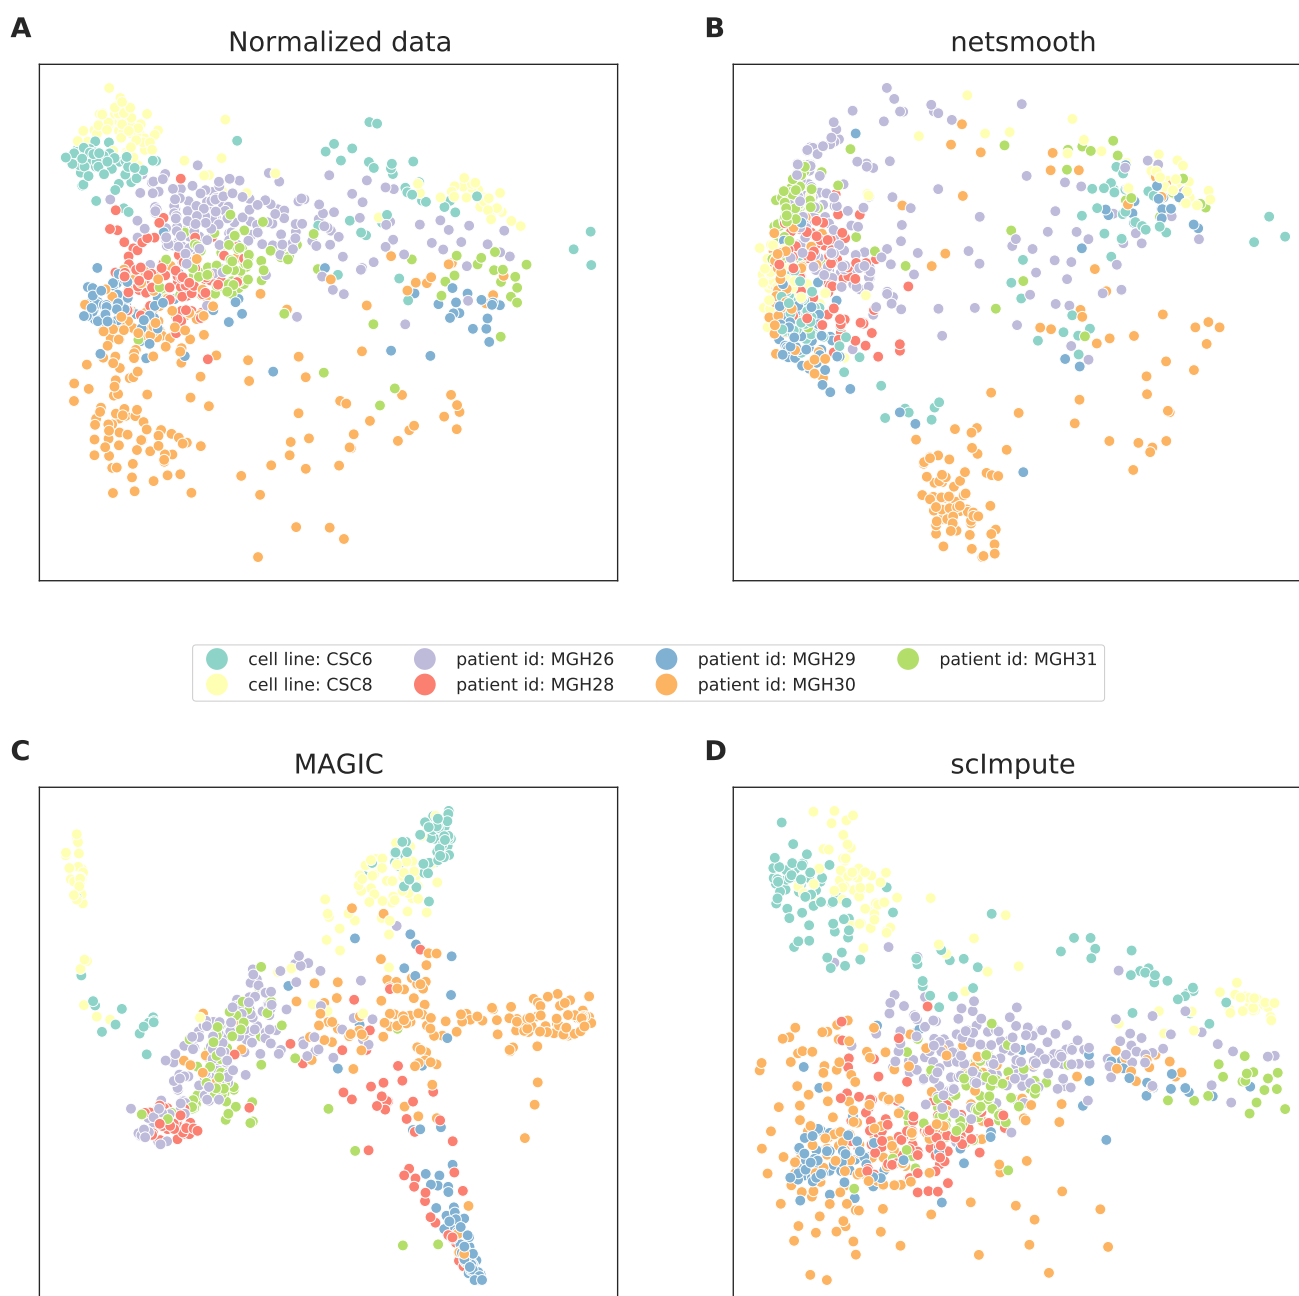 A
Normalized data
B
netsmooth
cell line: CSC6
patient id: MGH26
patient id: MGH29
patient id: MGH31
cell line: CSC8
patient id: MGH28
patient id: MGH30
C
MAGIC
D
scImpute